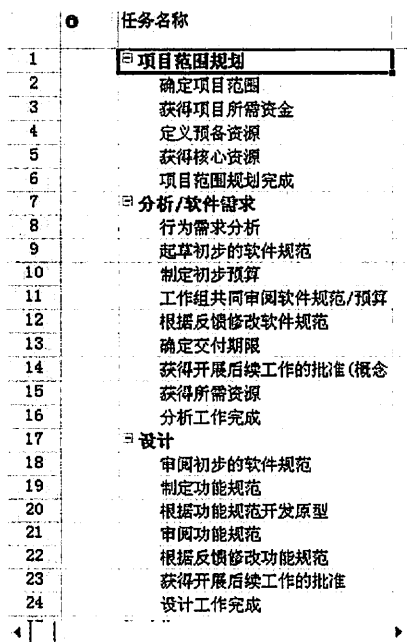 任务名称
1 项目范围规划
2 确定项目范围
3 获得项目所需资金
4 定义预备资源
5 获得核心资源
6 项目范围规划完成
7 分析/软件需求
8 行为需求分析
9 起草初步的软件规范
10 制定初步预算
11 工作组共同审阅软件规范/预算
12 根据反馈修改软件规范
13 确定交付期限
14 获得开展后续工作的批准(概念
15 获得所需资源
16 分析工作完成
17 设计
18 审阅初步的软件规范
19 制定功能规范
20 根据功能规范开发原型
21 审阅功能规范
22 根据反馈修改功能规范
23 获得开展后续工作的批准
24 设计工作完成